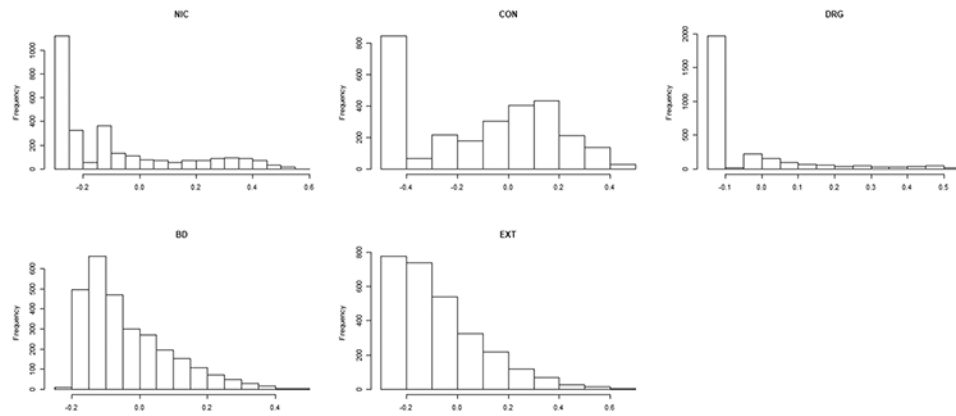 NIC
CON
DRG
Frequency
0 200 400 600 800 1000
-0.2 0.0 0.2 0.4 0.6
Frequency
0 200 400 600 800
-0.4 -0.2 0.0 0.2 0.4
Frequency
0 500 1000 1500 2000
-0.1 0.0 0.1 0.2 0.3 0.4 0.5
BD
EXT
Frequency
0 100 200 300 400 500 600
-0.2 0.0 0.2 0.4
Frequency
0 200 400 600 800
-0.2 0.0 0.2 0.4 0.6